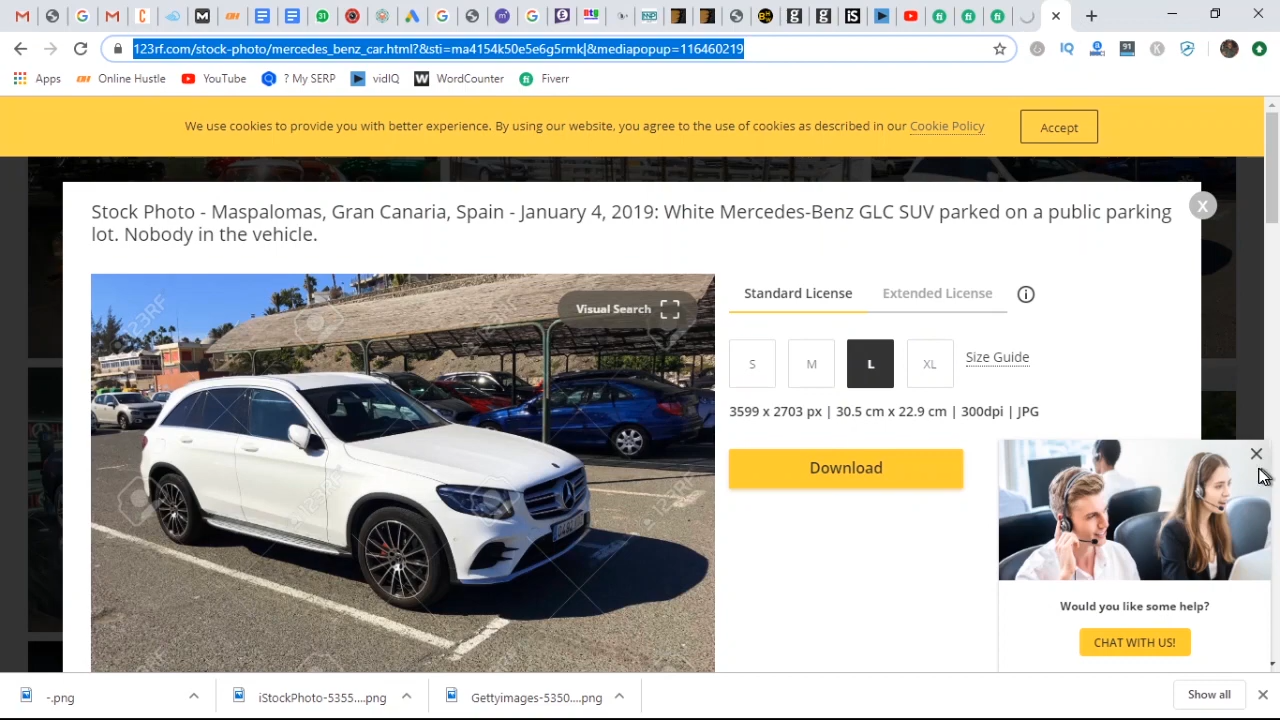 123rf.com/stock-photo/mercedes_benz_car.html?&sti=ma4154k50e5e6g5rmk|&mediapopup=116460219
Apps
Online Hustle
YouTube
? My SERP
vidIQ
WordCounter
Fiverr
We use cookies to provide you with better experience. By using our website, you agree to the use of cookies as described in our Cookie Policy
Accept
Stock Photo - Maspalomas, Gran Canaria, Spain - January 4, 2019: White Mercedes-Benz GLC SUV parked on a public parking
lot. Nobody in the vehicle.
X
Visual Search
123RF
Standard License
Extended License
S
M
L
XL
Size Guide
3599 x 2703 px | 30.5 cm x 22.9 cm | 300dpi | JPG
Download
Would you like some help?
CHAT WITH US!
-.png
iStockPhoto-5355....png
Gettyimages-5350....png
Show all